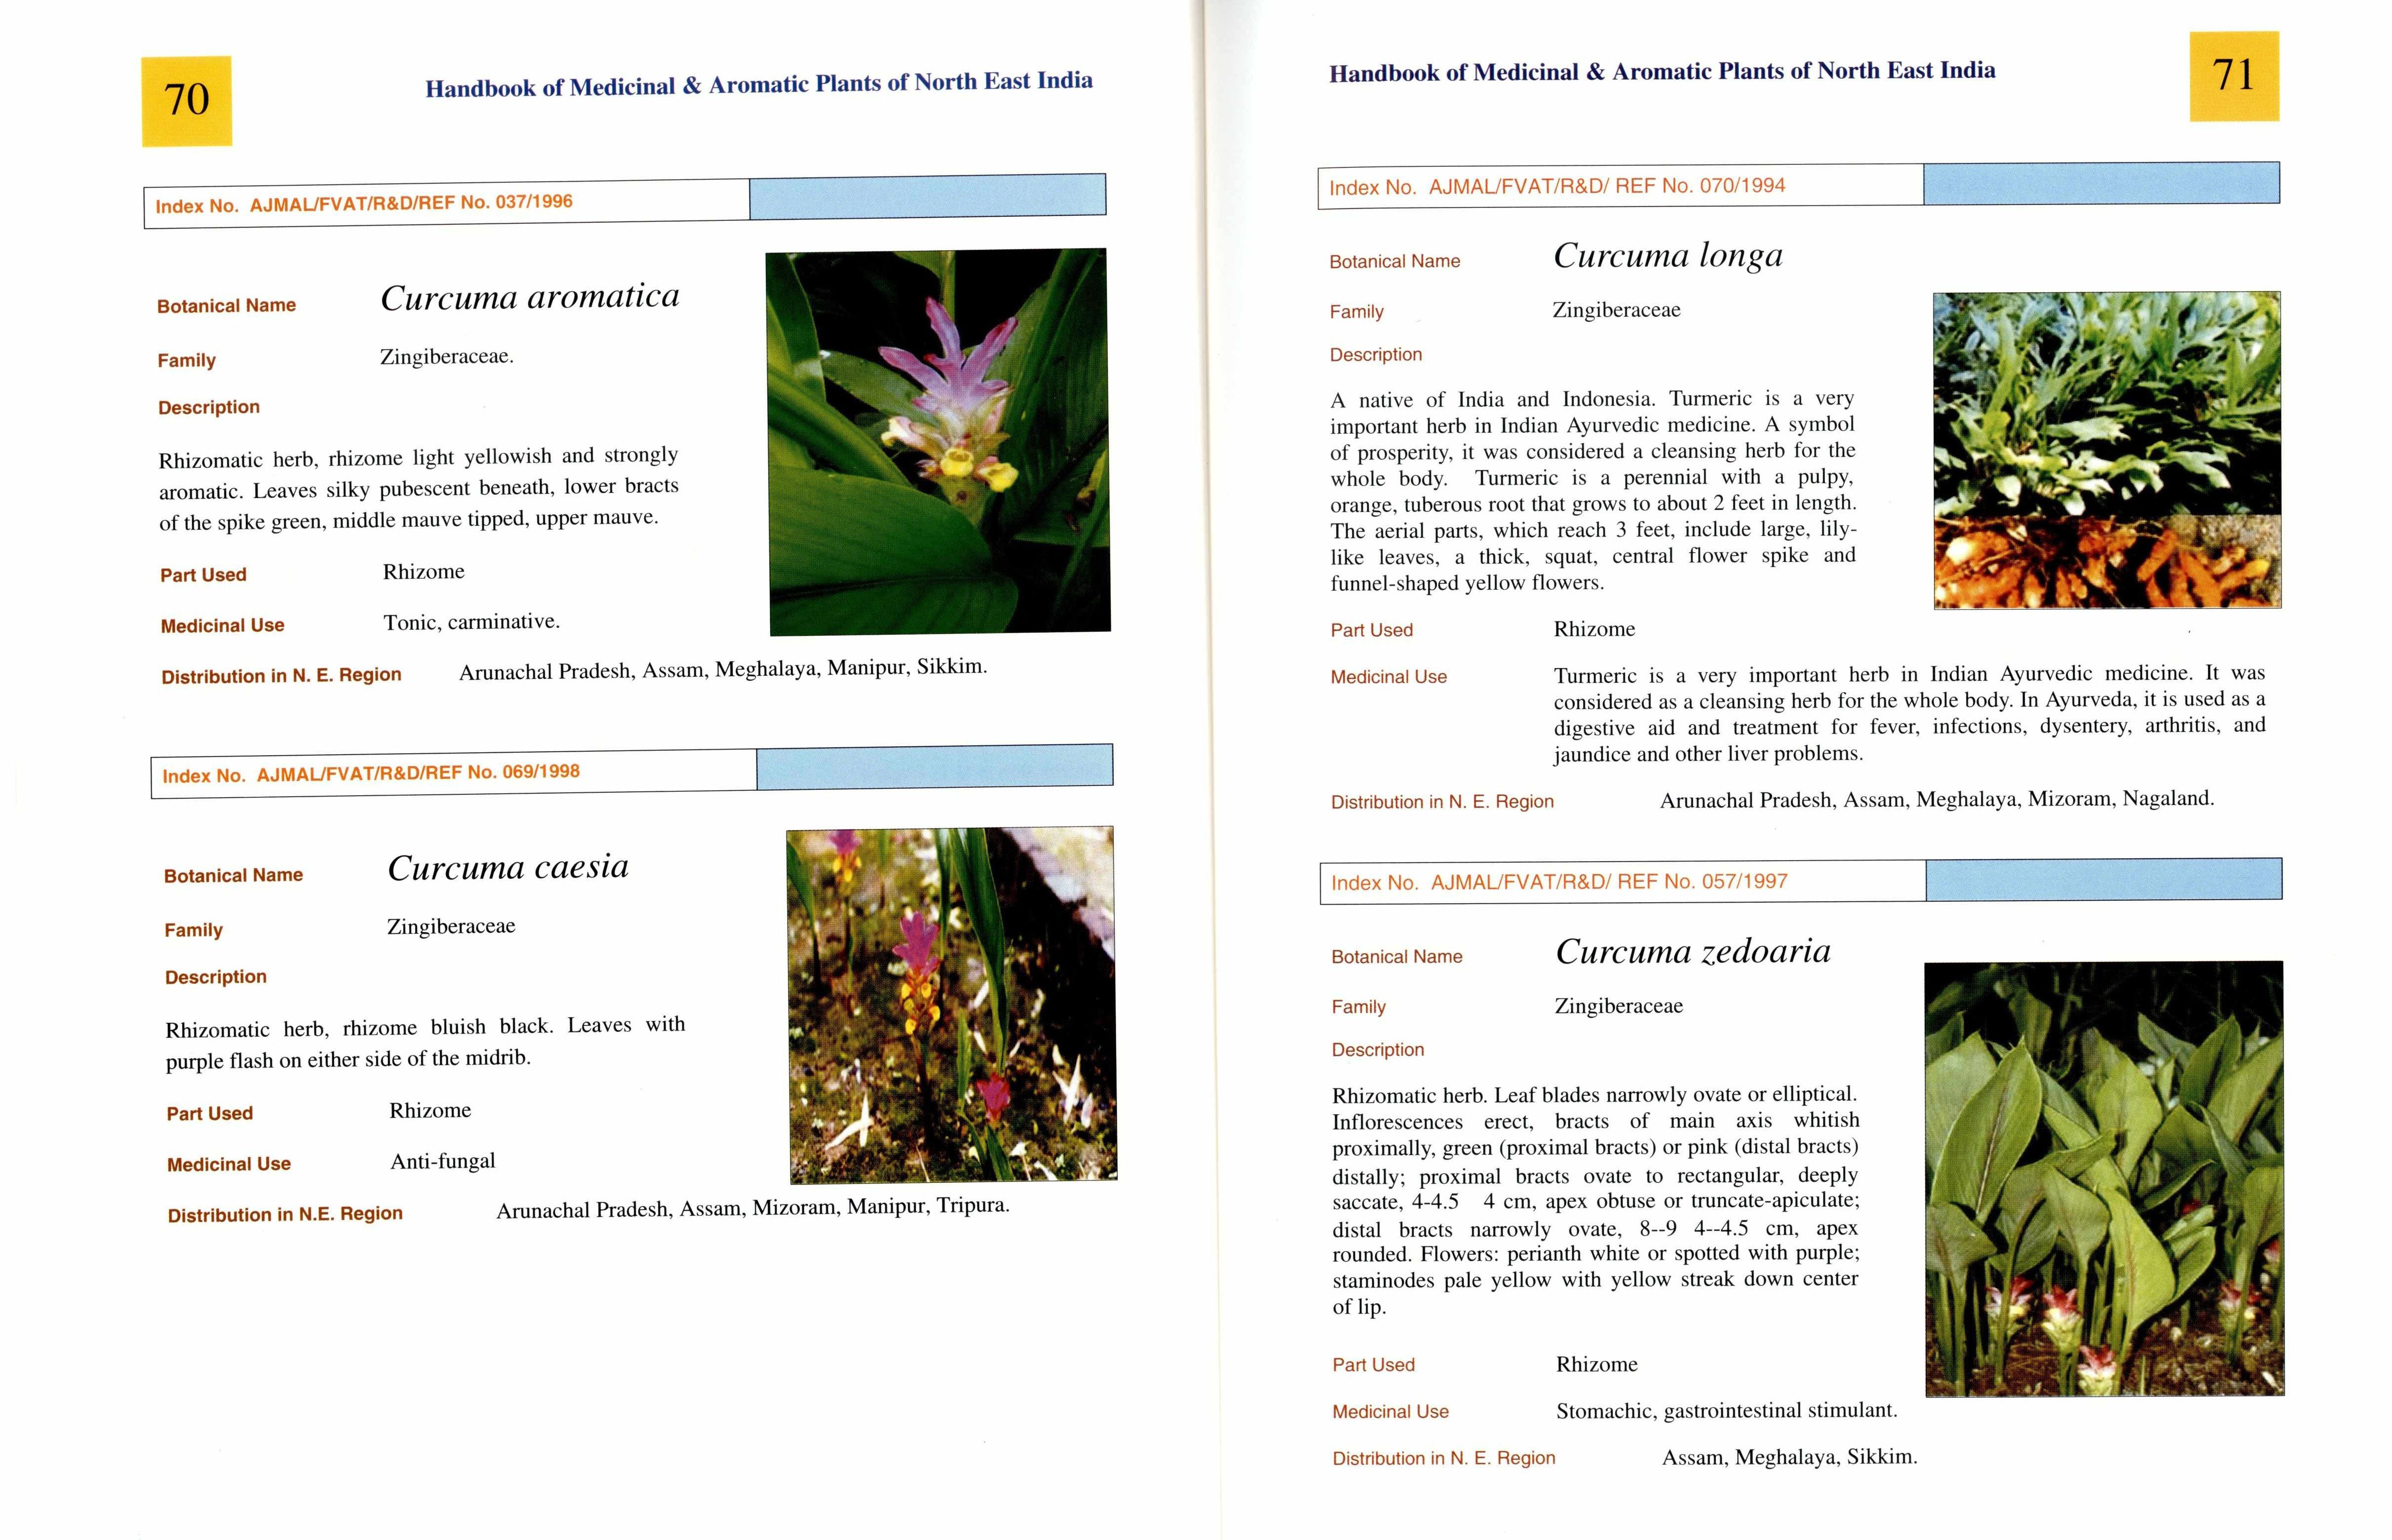 70
Handbook of Medicinal & Aromatic Plants of North East India
Index No. AJMAL/FVAT/R&D/REF No. 037/1996
Botanical Name Curcuma aromatica
Family Zingiberaceae.
Description
Rhizomatic herb, rhizome light yellowish and strongly
aromatic. Leaves silky pubescent beneath, lower bracts
of the spike green, middle mauve tipped, upper mauve.
Part Used Rhizome
Medicinal Use Tonic, carminative.
Distribution in N. E. Region Arunachal Pradesh, Assam, Meghalaya, Manipur, Sikkim.
Index No. AJMAL/FVAT/R&D/REF No. 069/1998
Botanical Name Curcuma caesia
Family Zingiberaceae
Description
Rhizomatic herb, rhizome bluish black. Leaves with
purple flash on either side of the midrib.
Part Used Rhizome
Medicinal Use Anti-fungal
Distribution in N.E. Region Arunachal Pradesh, Assam, Mizoram, Manipur, Tripura.
Handbook of Medicinal & Aromatic Plants of North East India
71
Index No. AJMAL/FVAT/R&D/ REF No. 070/1994
Botanical Name Curcuma longa
Family Zingiberaceae
Description
A native of India and Indonesia. Turmeric is a very
important herb in Indian Ayurvedic medicine. A symbol
of prosperity, it was considered a cleansing herb for the
whole body. Turmeric is a perennial with a pulpy,
orange, tuberous root that grows to about 2 feet in length.
The aerial parts, which reach 3 feet, include large, lily-
like leaves, a thick, squat, central flower spike and
funnel-shaped yellow flowers.
Part Used Rhizome
Medicinal Use Turmeric is a very important herb in Indian Ayurvedic medicine. It was
considered as a cleansing herb for the whole body. In Ayurveda, it is used as a
digestive aid and treatment for fever, infections, dysentery, arthritis, and
jaundice and other liver problems.
Distribution in N. E. Region Arunachal Pradesh, Assam, Meghalaya, Mizoram, Nagaland.
Index No. AJMAL/FVAT/R&D/ REF No. 057/1997
Botanical Name Curcuma zedoaria
Family Zingiberaceae
Description
Rhizomatic herb. Leaf blades narrowly ovate or elliptical.
Inflorescences erect, bracts of main axis whitish
proximally, green (proximal bracts) or pink (distal bracts)
distally; proximal bracts ovate to rectangular, deeply
saccate, 4-4.5 4 cm, apex obtuse or truncate-apiculate;
distal bracts narrowly ovate, 8--9 4--4.5 cm, apex
rounded. Flowers: perianth white or spotted with purple;
staminodes pale yellow with yellow streak down center
of lip.
Part Used Rhizome
Medicinal Use Stomachic, gastrointestinal stimulant.
Distribution in N. E. Region Assam, Meghalaya, Sikkim.